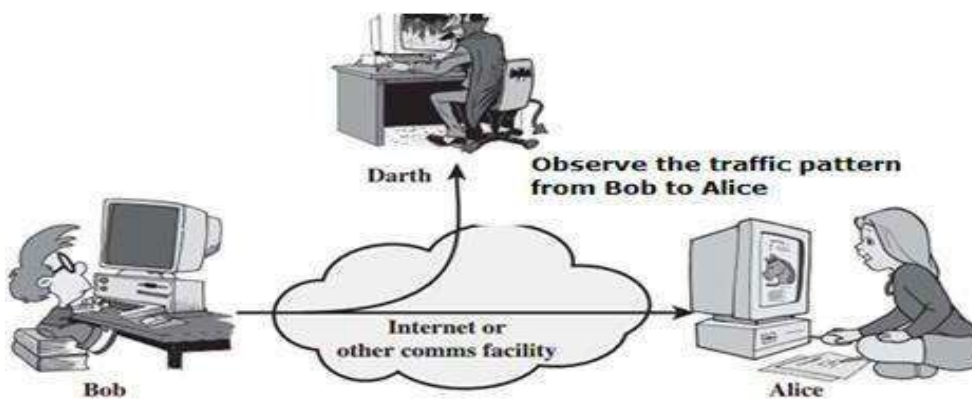 Darth
Observe the traffic pattern
from Bob to Alice
Internet or
other comms facility
Bob
Alice